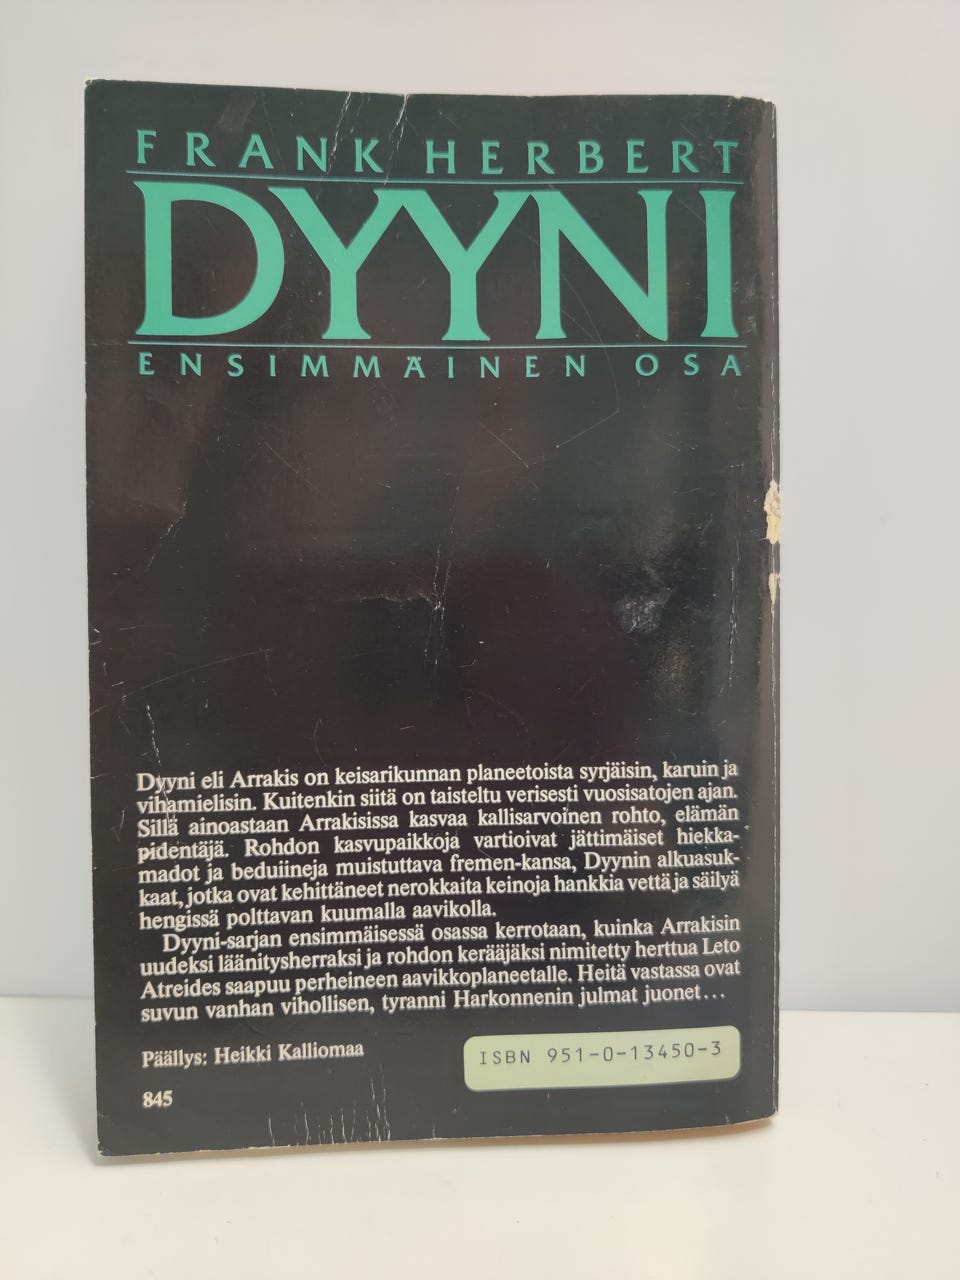 FRANK HERBERT
DYYNI
ENSIMMÄINEN OSA
Dyyni eli Arrakis on keisarikunnan planeetoista syrjäisin, karuin ja
vihamielisin. Kuitenkin siitä on taisteltu verisesti vuosisatojen ajan.
Sillä ainoastaan Arrakisissa kasvaa kallisarvoinen rohto, elämän
pidentäjä. Rohdon kasvupaikkoja vartioivat jättimäiset hiekka-
madot ja beduiineja muistuttava fremen-kansa, Dyynin alkuasuk-
kaat, jotka ovat kehittäneet nerokkaita keinoja hankkia vettä ja säilyä
hengissä polttavan kuumalla aavikolla.
Dyyni-sarjan ensimmäisessä osassa kerrotaan, kuinka Arrakisin
uudeksi läänitysherraksi ja rohdon kerääjäksi nimitetty herttua Leto
Atreides saapuu perheineen aavikkoplaneetalle. Heitä vastassa ovat
suvun vanhan vihollisen, tyranni Harkonnenin julmat juonet...
Päällys: Heikki Kalliomaa
ISBN 951-0-13450-3
845